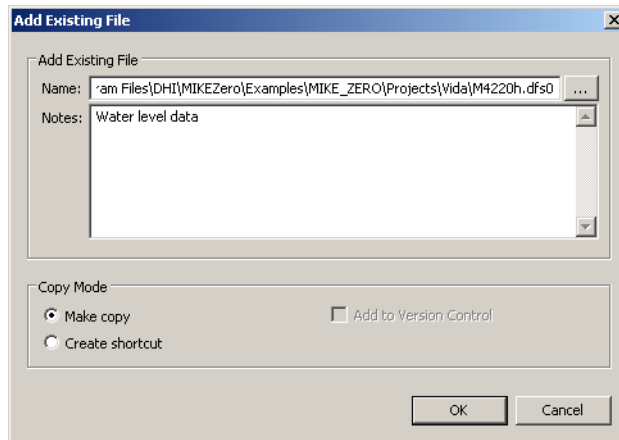 Add Existing File
Add Existing File
Name: ram Files\DHI\MIKEZero\Examples\MIKE_ZERO\Projects\Vida\M4220h.dfs0 ...
Notes: Water level data
Copy Mode
Make copy Add to Version Control
Create shortcut
OK Cancel